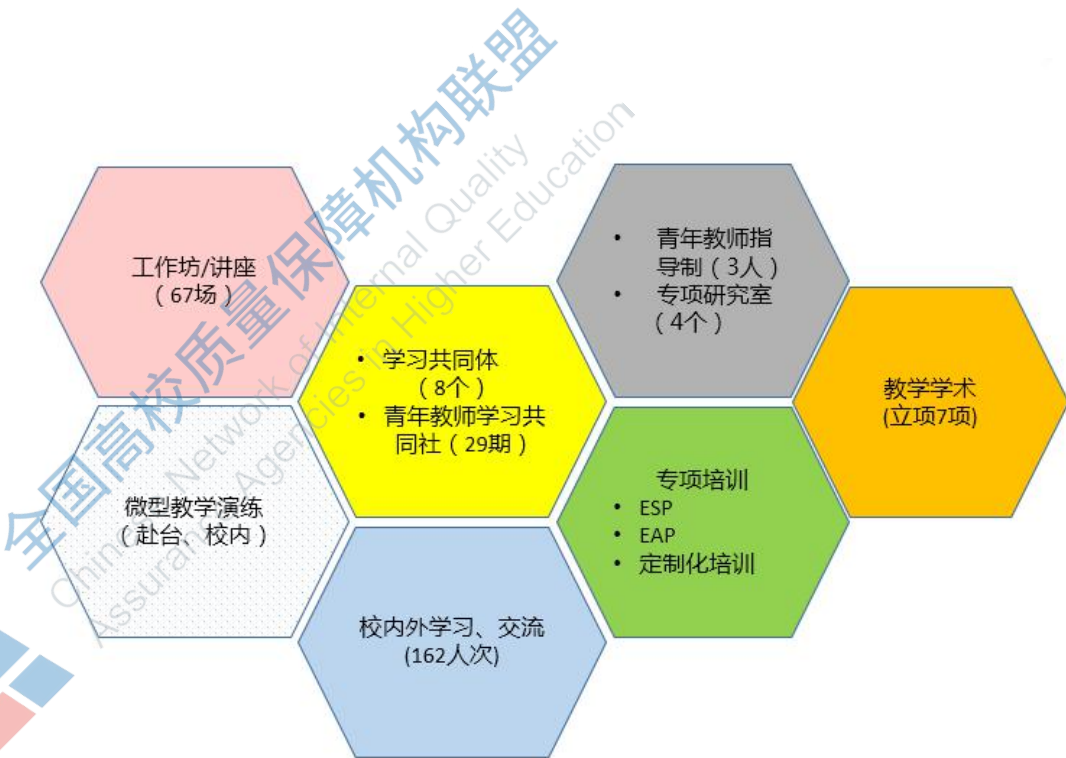 工作坊/讲座
（67场）
• 学习共同体
（8个）
• 青年教师学习共
同社（29期）
• 青年教师指
导制（3人）
• 专项研究室
（4个）
教学学术
(立项7项)
微型教学演练
（赴台、校内）
校内外学习、交流
(162人次)
专项培训
• ESP
• EAP
• 定制化培训
全国高校质量保障机构联盟
China Network of Internal Quality
Assurance Agencies in Higher Education